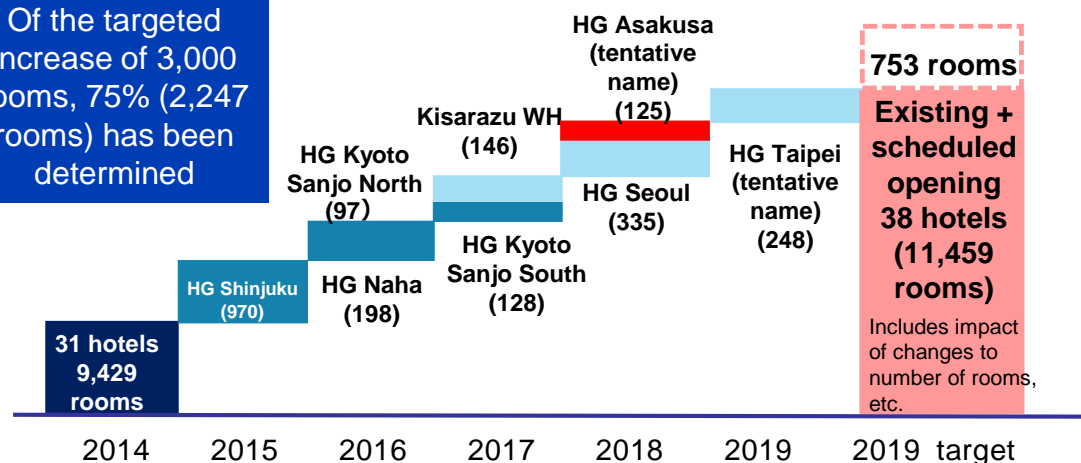 Of the targeted
increase of 3,000
rooms, 75% (2,247
rooms) has been
determined
HG Kyoto
Sanjo North
(97)
Kisarazu WH
(146)
HG Asakusa
(tentative
name)
(125)
753 rooms
Existing +
scheduled
opening
38 hotels
(11,459
rooms)
Includes impact
of changes to
number of rooms,
etc.
31 hotels
9,429
rooms
HG Shinjuku
(970)
HG Naha
(198)
HG Kyoto
Sanjo South
(128)
HG Seoul
(335)
HG Taipei
(tentative
name)
(248)
2014 2015 2016 2017 2018 2019 2019 target